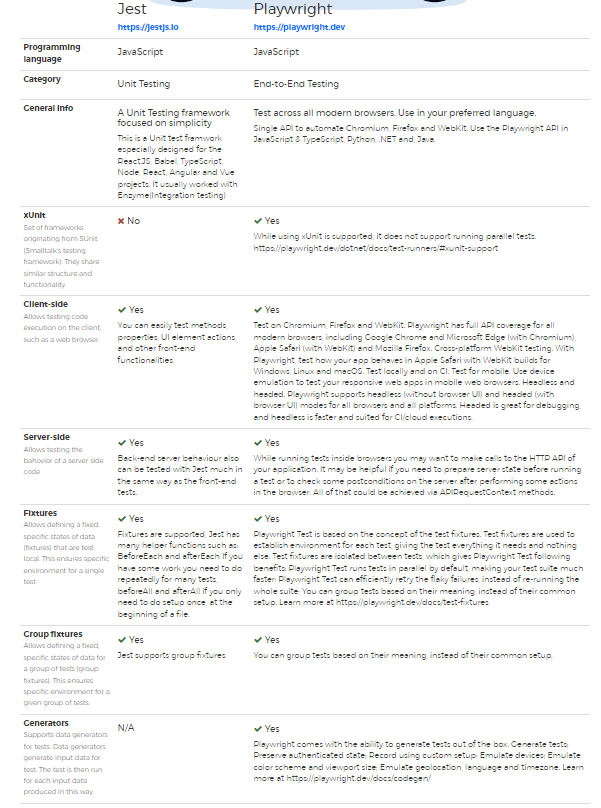 Jest
Playwright
https://jestjs.io
https://playwright.dev
Programming
language
JavaScript
JavaScript
Category
Unit Testing
End-to-End Testing
General info
A Unit Testing framework
focused on simplicity
This is a Unit test framwork
especially designed for the
ReactJS, Babel, TypeScript,
Node, React, Angular and Vue
projects. It usually worked with
Enzyme(Integration testing)
Test across all modern browsers. Use in your preferred language.
Single API to automate Chromium, Firefox and WebKit. Use the Playwright API in
JavaScript & TypeScript, Python, .NET and, Java.
xUnit
Set of frameworks
originating from SUnit
(Smalltalk's testing
framework). They share
similar structure and
functionality.
✖ No
✔ Yes
While using xUnit is supported, it does not support running parallel tests.
https://playwright.dev/dotnet/docs/test-runners/#xunit-support
Client-side
Allows testing code
execution on the client,
such as a web browser
✔ Yes
You can easily test methods,
properties, UI element actions
and other front-end
functionalities
✔ Yes
Test on Chromium, Firefox and WebKit. Playwright has full API coverage for all
modern browsers, including Google Chrome and Microsoft Edge (with Chromium),
Apple Safari (with WebKit) and Mozilla Firefox. Cross-platform WebKit testing. With
Playwright, test how your app behaves in Apple Safari with WebKit builds for
Windows, Linux and macOS. Test locally and on CI. Test for mobile. Use device
emulation to test your responsive web apps in mobile web browsers. Headless and
headed. Playwright supports headless (without browser UI) and headed (with
browser UI) modes for all browsers and all platforms. Headed is great for debugging,
and headless is faster and suited for CI/cloud executions.
Server-side
Allows testing the
bahovior of a server side
code
✔ Yes
Back-end server behaviour also
can be tested with Jest much in
the same way as the front-end
tests.
✔ Yes
While running tests inside browsers you may want to make calls to the HTTP API of
your application. It may be helpful if you need to prepare server state before running
a test or to check some postconditions on the server after performing some actions
in the browser. All of that could be achieved via APIRequestContext methods.
Fixtures
Allows defining a fixed,
specific states of data
(fixtures) that are test
local. This ensures specific
environment for a single
test
✔ Yes
Fixtures are supported, Jest has
many helper functions such as:
BeforeEach and afterEach If you
have some work you need to do
repeatedly for many tests,
beforeAll and afterAll if you only
need to do setup once, at the
beginning of a file.
✔ Yes
Playwright Test is based on the concept of the test fixtures. Test fixtures are used to
establish environment for each test, giving the test everything it needs and nothing
else. Test fixtures are isolated between tests, which gives Playwright Test following
benefits: Playwright Test runs tests in parallel by default, making your test suite much
faster; Playwright Test can efficiently retry the flaky failures, instead of re-running the
whole suite; You can group tests based on their meaning, instead of their common
setup. Learn more at https://playwright.dev/docs/test-fixtures
Group fixtures
Allows defining a fixed,
specific states of data for
a group of tests (group
fixtures). This ensures
specific environment for a
given group of tests.
✔ Yes
Jest supports group fixtures
✔ Yes
You can group tests based on their meaning, instead of their common setup.
Generators
Supports data generators
for tests. Data generators
generate input data for
test. The test is then run
for each input data
produced in this way.
N/A
✔ Yes
Playwright comes with the ability to generate tests out of the box. Generate tests;
Preserve authenticated state; Record using custom setup; Emulate devices; Emulate
color scheme and viewport size; Emulate geolocation, language and timezone. Learn
more at https://playwright.dev/docs/codegen/